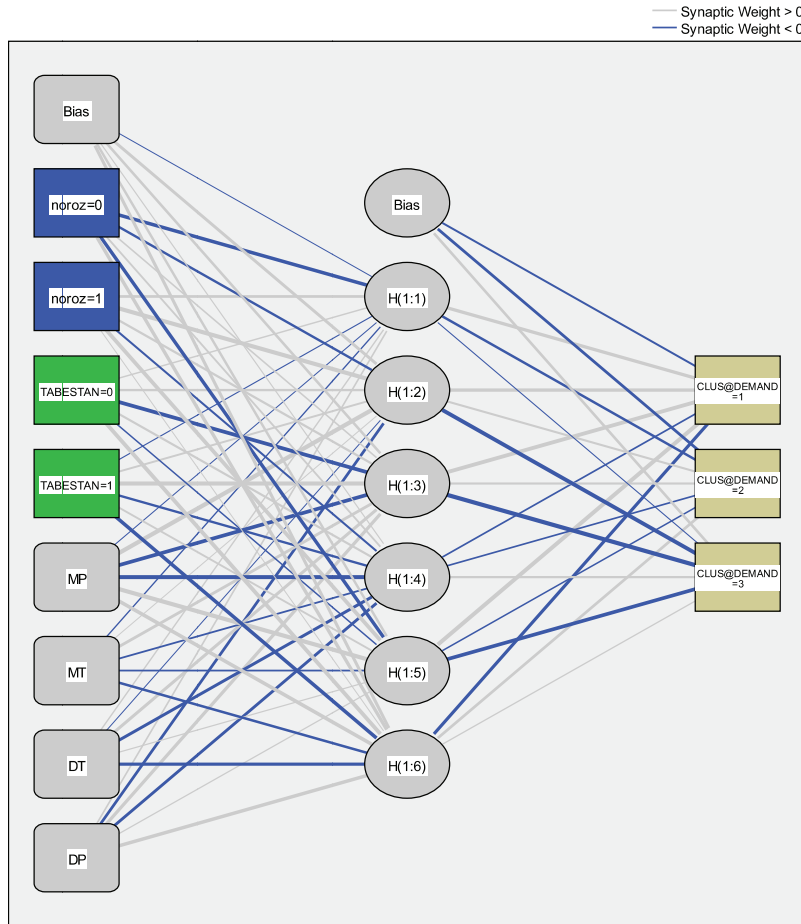 Synaptic Weight > 0
Synaptic Weight < 0
Bias
noroz=0
noroz=1
TABESTAN=0
TABESTAN=1
MP
MT
DT
DP
Bias
H(1:1)
H(1:2)
H(1:3)
H(1:4)
H(1:5)
H(1:6)
CLUS@DEMAND
=1
CLUS@DEMAND
=2
CLUS@DEMAND
=3